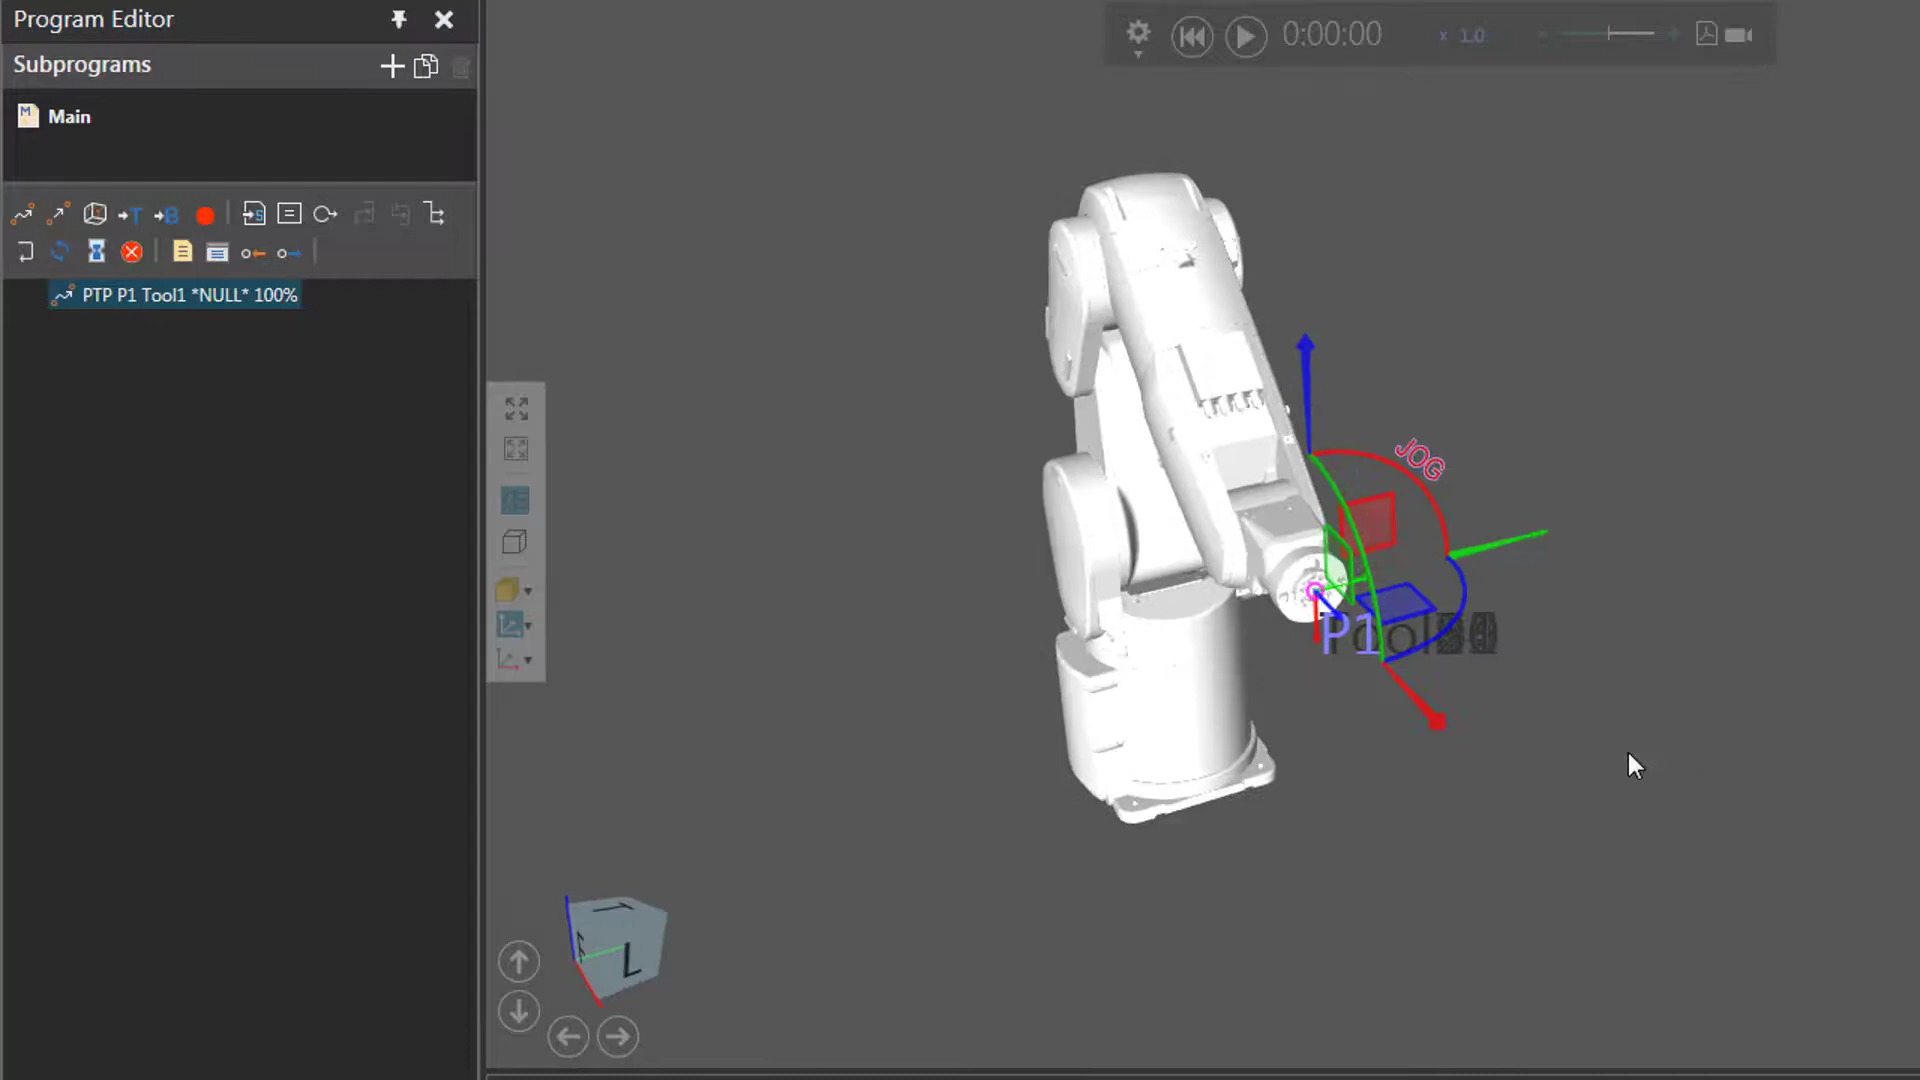 Program Editor
Subprograms
Main
PTP P1 Tool1 *NULL* 100%
0:00:00
x 1.0
JOG
P1
T
L